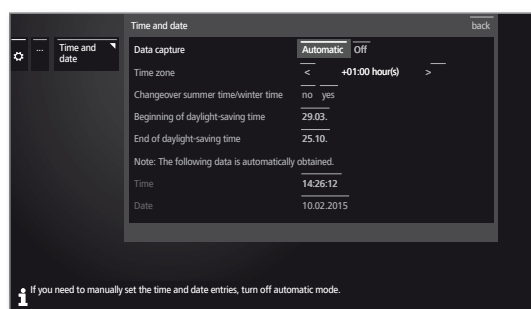 Time and date back
... Time and date
Data capture Automatic Off
Time zone < +01:00 hour(s) >
Changeover summer time/winter time no yes
Beginning of daylight-saving time 29.03.
End of daylight-saving time 25.10.
Note: The following data is automatically obtained.
Time 14:26:12
Date 10.02.2015
If you need to manually set the time and date entries, turn off automatic mode.